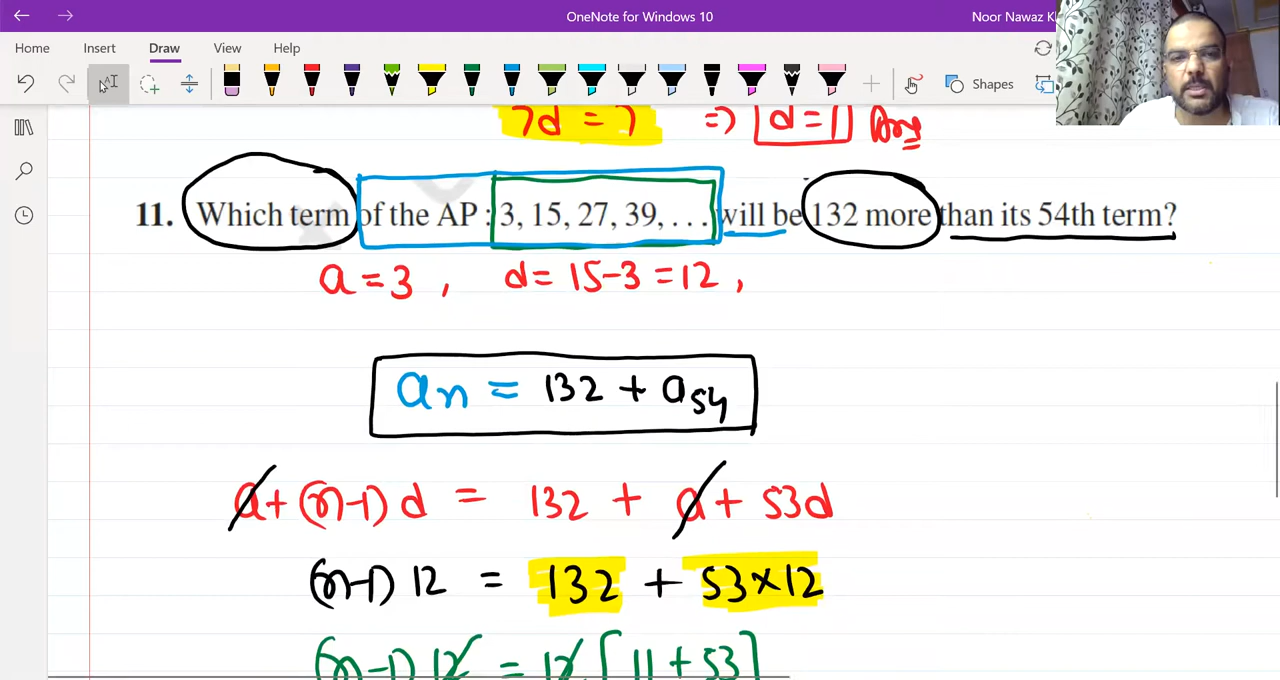 OneNote for Windows 10
Noor Nawaz K
Home Insert Draw View Help
Shapes
7d = 7 => d = 1 Ans
11. Which term of the AP : 3, 15, 27, 39, . . . will be 132 more than its 54th term?
a = 3 , d = 15-3 = 12 ,
an = 132 + a54
a + (n-1) d = 132 + a + 53d
(n-1) 12 = 132 + 53×12
(n-1) 12 = 12 [ 11 + 53 ]